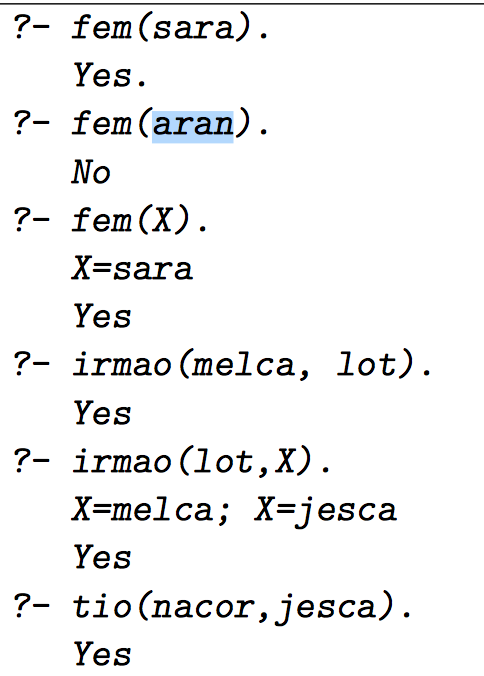 ?- fem(sara).
Yes.
?- fem(aran).
No
?- fem(X).
X=sara
Yes
?- irmao(melca, lot).
Yes
?- irmao(lot,X).
X=melca; X=jesca
Yes
?- tio(nacor,jesca).
Yes